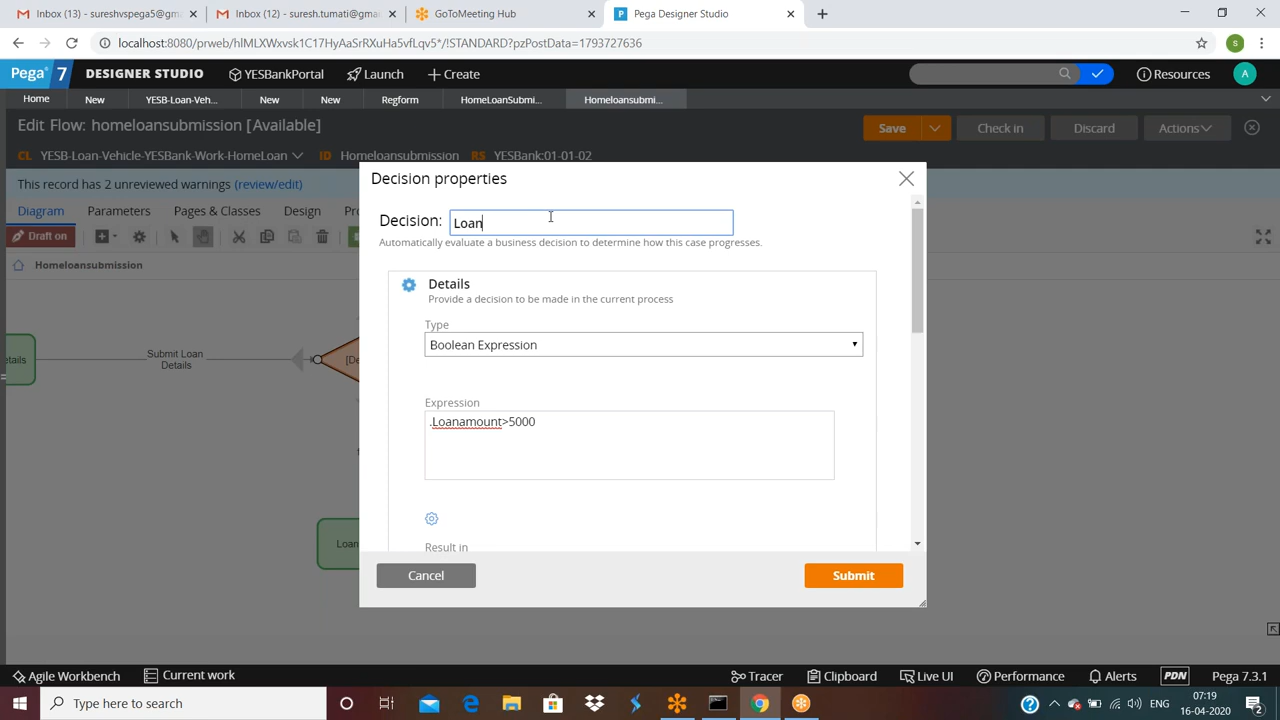 Inbox (13) - sureshvspega5@gma
Inbox (12) - suresh.tumati@gma
GoToMeeting Hub
Pega Designer Studio
localhost:8080/prweb/hlMLXWxvsk1C17HyAaSrRXuHa5vfLqv5*/!STANDARD?pzPostData=1793727636
S
Pega 7
DESIGNER STUDIO
YESBankPortal
Launch
Create
Resources
A
Home
New
YESB-Loan-Veh...
New
New
Regform
HomeLoanSubmi...
Homeloansubmi...
Edit Flow: homeloansubmission [Available]
Save
Check in
Discard
Actions
CL YESB-Loan-Vehicle-YESBank-Work-HomeLoan
ID Homeloansubmission
RS YESBank:01-01-02
This record has 2 unreviewed warnings (review/edit)
Diagram
Parameters
Pages & Classes
Design
Draft on
Homeloansubmission
etails
Submit Loan
Details
[De
Loan
Decision properties
Decision: Loan
Automatically evaluate a business decision to determine how this case progresses.
Details
Provide a decision to be made in the current process
Type
Boolean Expression
Expression
.Loanamount>5000
Result in
Cancel
Submit
Agile Workbench
Current work
Tracer
Clipboard
Live UI
Performance
Alerts
PDN
Pega 7.3.1
Type here to search
ENG
07:19
16-04-2020
2